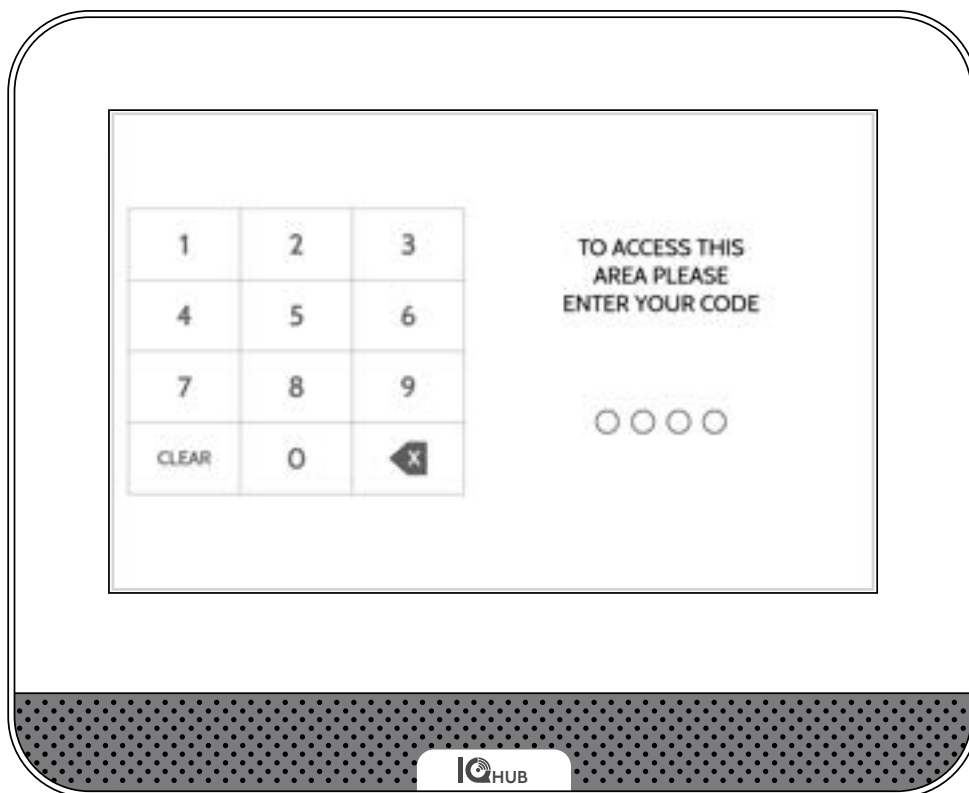 1 2 3
4 5 6
7 8 9
CLEAR 0 X
TO ACCESS THIS
AREA PLEASE
ENTER YOUR CODE
IQ HUB